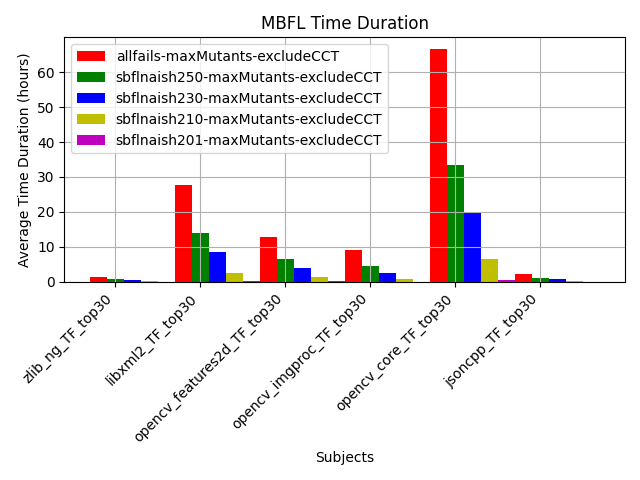 MBFL Time Duration
allfails-maxMutants-excludeCCT
sbflnaish250-maxMutants-excludeCCT
sbflnaish230-maxMutants-excludeCCT
sbflnaish210-maxMutants-excludeCCT
sbflnaish201-maxMutants-excludeCCT
Average Time Duration (hours)
60
50
40
30
20
10
0
zlib_ng_TF_top30
libxml2_TF_top30
opencv_features2d_TF_top30
opencv_imgproc_TF_top30
opencv_core_TF_top30
jsoncpp_TF_top30
Subjects